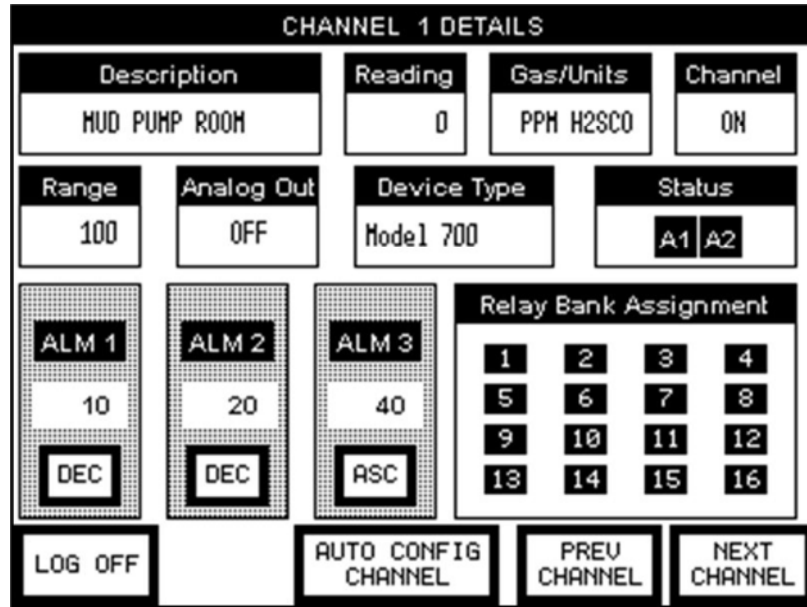 CHANNEL 1 DETAILS
Description Reading Gas/Units Channel
MUD PUMP ROOM 0 PPM H2SCO ON
Range Analog Out Device Type Status
100 OFF Model 700 A1 A2
ALM 1 ALM 2 ALM 3 Relay Bank Assignment
10 20 40
DEC DEC ASC
1 2 3 4
5 6 7 8
9 10 11 12
13 14 15 16
LOG OFF
AUTO CONFIG
CHANNEL
PREV
CHANNEL
NEXT
CHANNEL